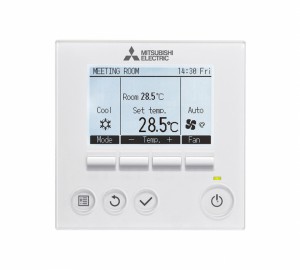 MITSUBISHI
ELECTRIC
MEETING ROOM 14:30 Fri
Room 28.5℃
Cool Set temp. Auto
28.5℃
Mode − Temp. + Fan